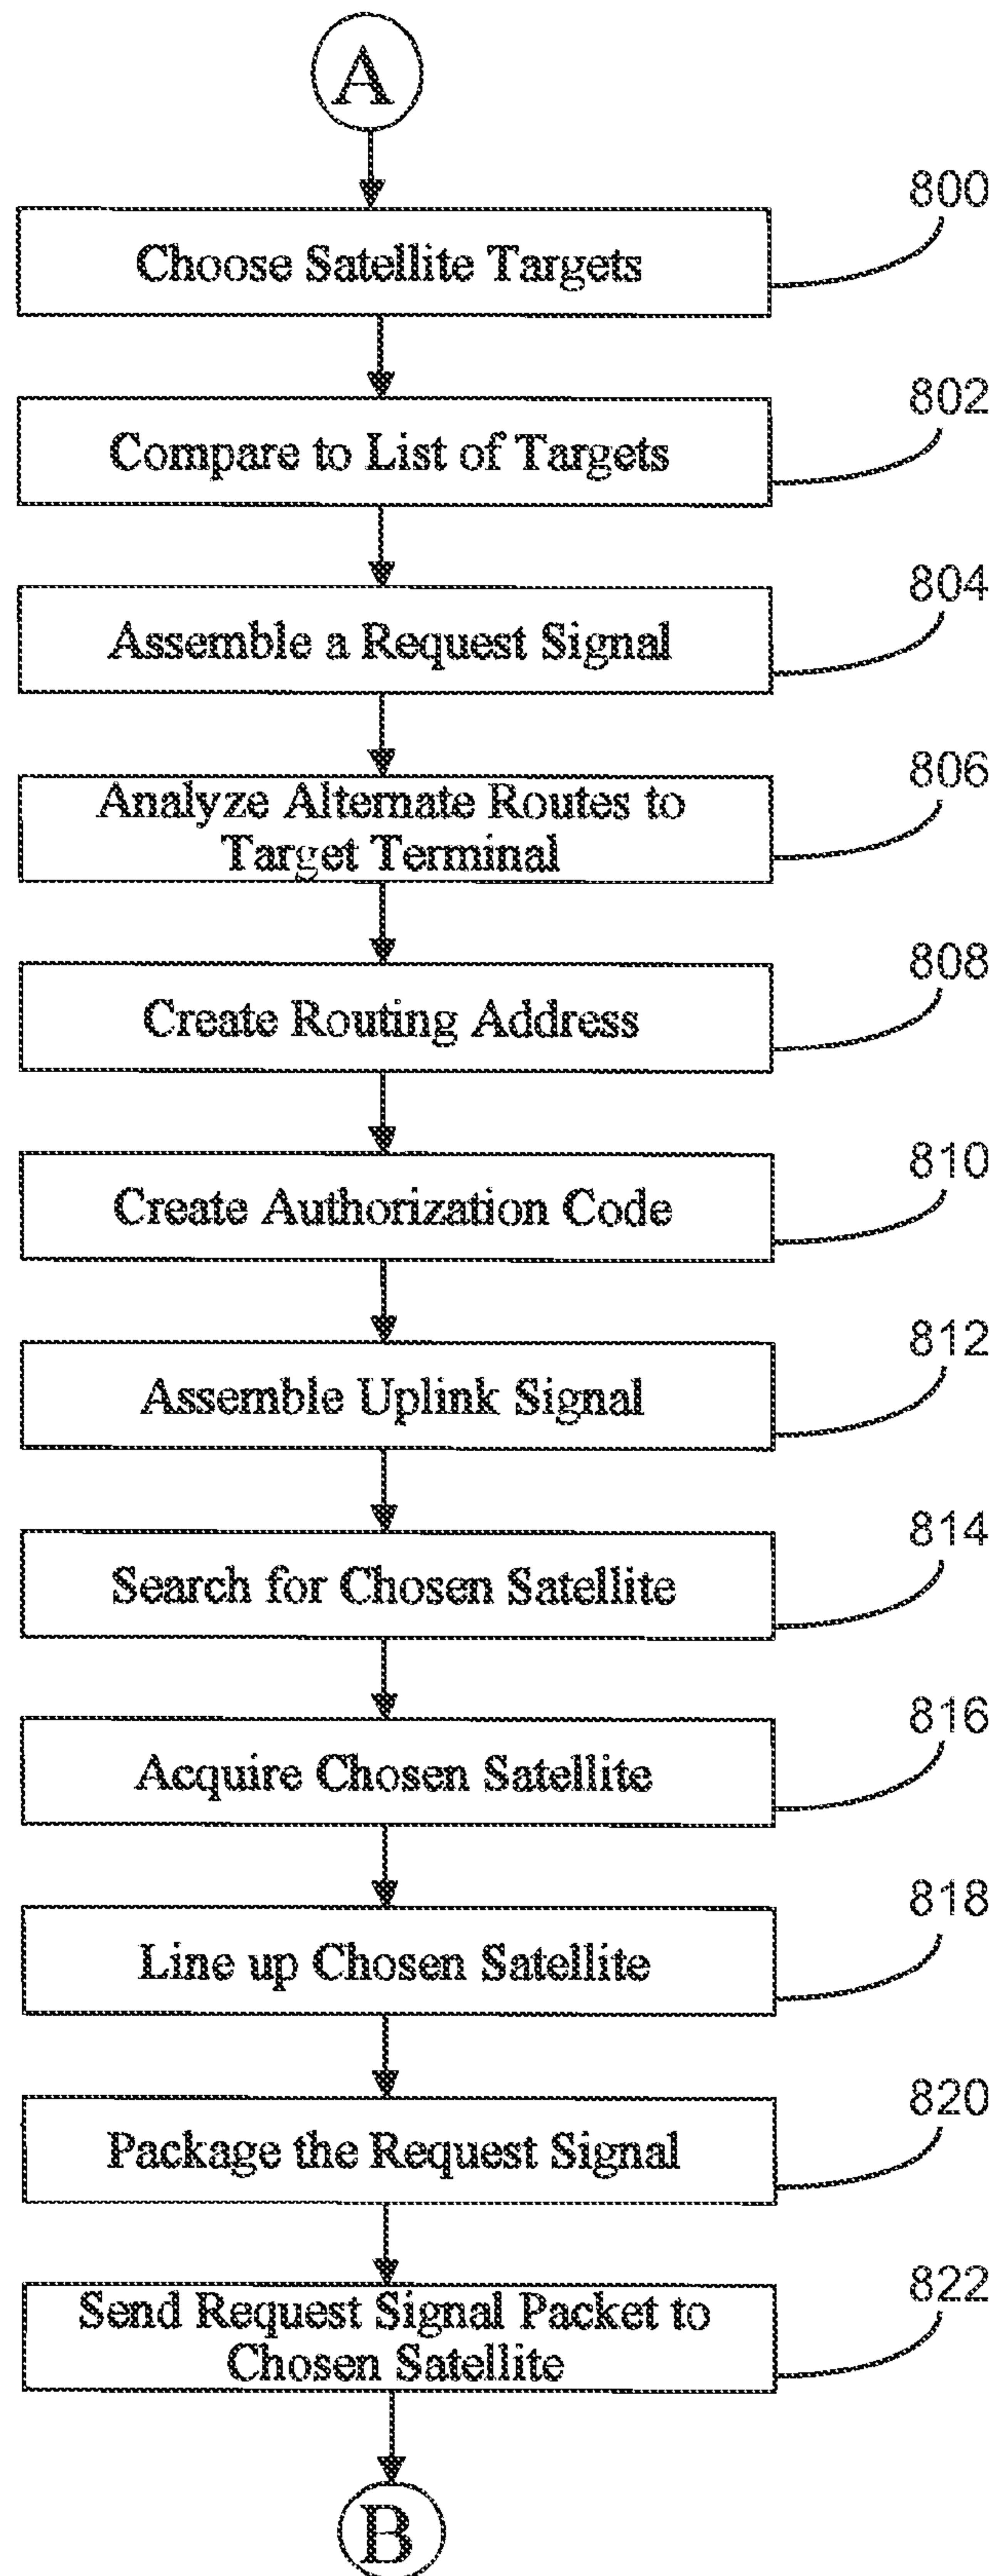 A
800
Choose Satellite Targets
802
Compare to List of Targets
804
Assemble a Request Signal
806
Analyze Alternate Routes to
Target Terminal
808
Create Routing Address
810
Create Authorization Code
812
Assemble Uplink Signal
814
Search for Chosen Satellite
816
Acquire Chosen Satellite
818
Line up Chosen Satellite
820
Package the Request Signal
822
Send Request Signal Packet to
Chosen Satellite
B